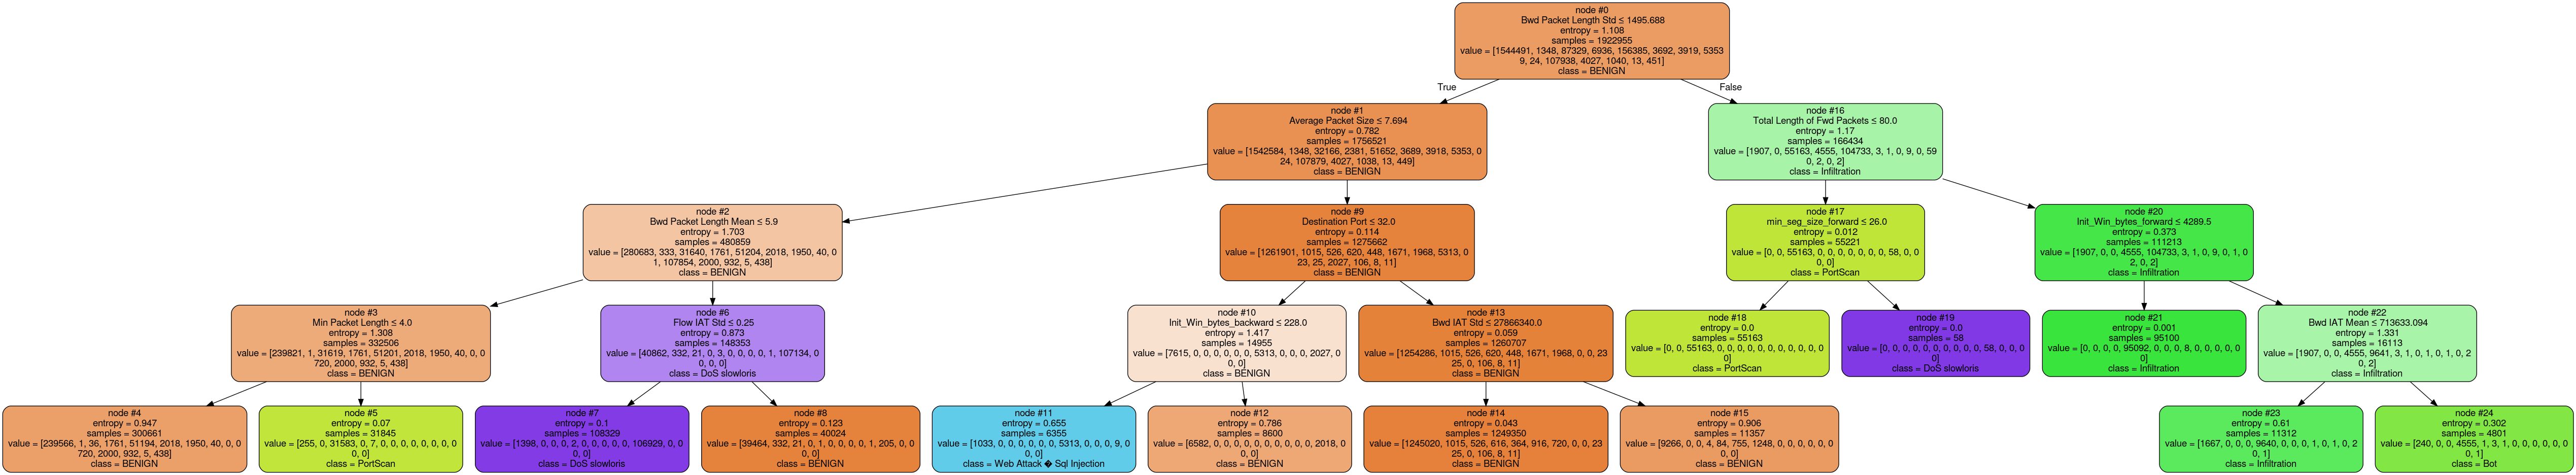 node #0
Bwd Packet Length Std ≤ 1495.688
entropy = 1.108
samples = 1922955
value = [1544491, 1348, 87329, 6936, 156385, 3692, 3919, 5353
9, 24, 107938, 4027, 1040, 13, 451]
class = BENIGN
True
False
node #1
Average Packet Size ≤ 7.694
entropy = 0.782
samples = 1756521
value = [1542584, 1348, 32166, 2381, 51652, 3689, 3918, 5353, 0
24, 107879, 4027, 1038, 13, 449]
class = BENIGN
node #16
Total Length of Fwd Packets ≤ 80.0
entropy = 1.17
samples = 166434
value = [1907, 0, 55163, 4555, 104733, 3, 1, 0, 9, 0, 59
0, 2, 0, 2]
class = Infiltration
node #2
Bwd Packet Length Mean ≤ 5.9
entropy = 1.703
samples = 480859
value = [280683, 333, 31640, 1761, 51204, 2018, 1950, 40, 0
1, 107854, 2000, 932, 5, 438]
class = BENIGN
node #9
Destination Port ≤ 32.0
entropy = 0.114
samples = 1275662
value = [1261901, 1015, 526, 620, 448, 1671, 1968, 5313, 0
23, 25, 2027, 106, 8, 11]
class = BENIGN
node #17
min_seg_size_forward ≤ 26.0
entropy = 0.012
samples = 55221
value = [0, 0, 55163, 0, 0, 0, 0, 0, 0, 0, 58, 0, 0
0, 0]
class = PortScan
node #20
Init_Win_bytes_forward ≤ 4289.5
entropy = 0.373
samples = 111213
value = [1907, 0, 0, 4555, 104733, 3, 1, 0, 9, 0, 1, 0
2, 0, 2]
class = Infiltration
node #3
Min Packet Length ≤ 4.0
entropy = 1.308
samples = 332506
value = [239821, 1, 31619, 1761, 51201, 2018, 1950, 40, 0, 0
720, 2000, 932, 5, 438]
class = BENIGN
node #6
Flow IAT Std ≤ 0.25
entropy = 0.873
samples = 148353
value = [40862, 332, 21, 0, 3, 0, 0, 0, 0, 1, 107134, 0
0, 0, 0]
class = DoS slowloris
node #10
Init_Win_bytes_backward ≤ 228.0
entropy = 1.417
samples = 14955
value = [7615, 0, 0, 0, 0, 0, 0, 5313, 0, 0, 0, 2027, 0
0, 0]
class = BENIGN
node #13
Bwd IAT Std ≤ 27866340.0
entropy = 0.059
samples = 1260707
value = [1254286, 1015, 526, 620, 448, 1671, 1968, 0, 0, 23
25, 0, 106, 8, 11]
class = BENIGN
node #18
entropy = 0.0
samples = 55163
value = [0, 0, 55163, 0, 0, 0, 0, 0, 0, 0, 0, 0, 0, 0
0]
class = PortScan
node #19
entropy = 0.0
samples = 58
value = [0, 0, 0, 0, 0, 0, 0, 0, 0, 0, 58, 0, 0, 0
0]
class = DoS slowloris
node #21
entropy = 0.001
samples = 95100
value = [0, 0, 0, 0, 95092, 0, 0, 0, 8, 0, 0, 0, 0, 0
0]
class = Infiltration
node #22
Bwd IAT Mean ≤ 713633.094
entropy = 1.331
samples = 16113
value = [1907, 0, 0, 4555, 9641, 3, 1, 0, 1, 0, 1, 0, 2
0, 2]
class = Infiltration
node #4
entropy = 0.947
samples = 300661
value = [239566, 1, 36, 1761, 51194, 2018, 1950, 40, 0, 0
720, 2000, 932, 5, 438]
class = BENIGN
node #5
entropy = 0.07
samples = 31845
value = [255, 0, 31583, 0, 7, 0, 0, 0, 0, 0, 0, 0, 0
0, 0]
class = PortScan
node #7
entropy = 0.1
samples = 108329
value = [1398, 0, 0, 0, 2, 0, 0, 0, 0, 0, 106929, 0, 0
0, 0]
class = DoS slowloris
node #8
entropy = 0.123
samples = 40024
value = [39464, 332, 21, 0, 1, 0, 0, 0, 0, 1, 205, 0, 0
0, 0]
class = BENIGN
node #11
entropy = 0.655
samples = 6355
value = [1033, 0, 0, 0, 0, 0, 0, 5313, 0, 0, 0, 9, 0
0, 0]
class = Web Attack � Sql Injection
node #12
entropy = 0.786
samples = 8600
value = [6582, 0, 0, 0, 0, 0, 0, 0, 0, 0, 0, 2018, 0
0, 0]
class = BENIGN
node #14
entropy = 0.043
samples = 1249350
value = [1245020, 1015, 526, 616, 364, 916, 720, 0, 0, 23
25, 0, 106, 8, 11]
class = BENIGN
node #15
entropy = 0.906
samples = 11357
value = [9266, 0, 0, 4, 84, 755, 1248, 0, 0, 0, 0, 0, 0
0, 0]
class = BENIGN
node #23
entropy = 0.61
samples = 11312
value = [1667, 0, 0, 0, 9640, 0, 0, 0, 1, 0, 1, 0, 2
0, 1]
class = Infiltration
node #24
entropy = 0.302
samples = 4801
value = [240, 0, 0, 4555, 1, 3, 1, 0, 0, 0, 0, 0, 0
0, 1]
class = Bot